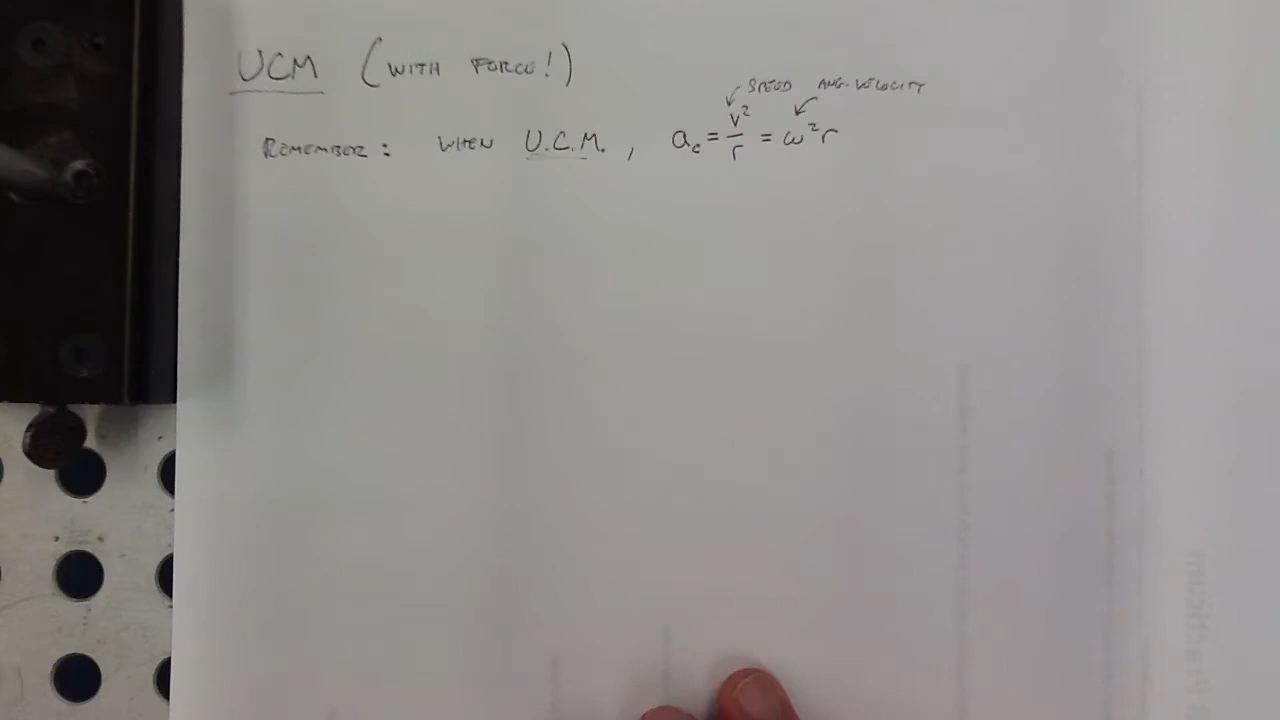 UCM (WITH FORCE!)
SPEED ANG. VELOCITY
REMEMBER: WHEN U.C.M., a_c = v²/r = ω²r